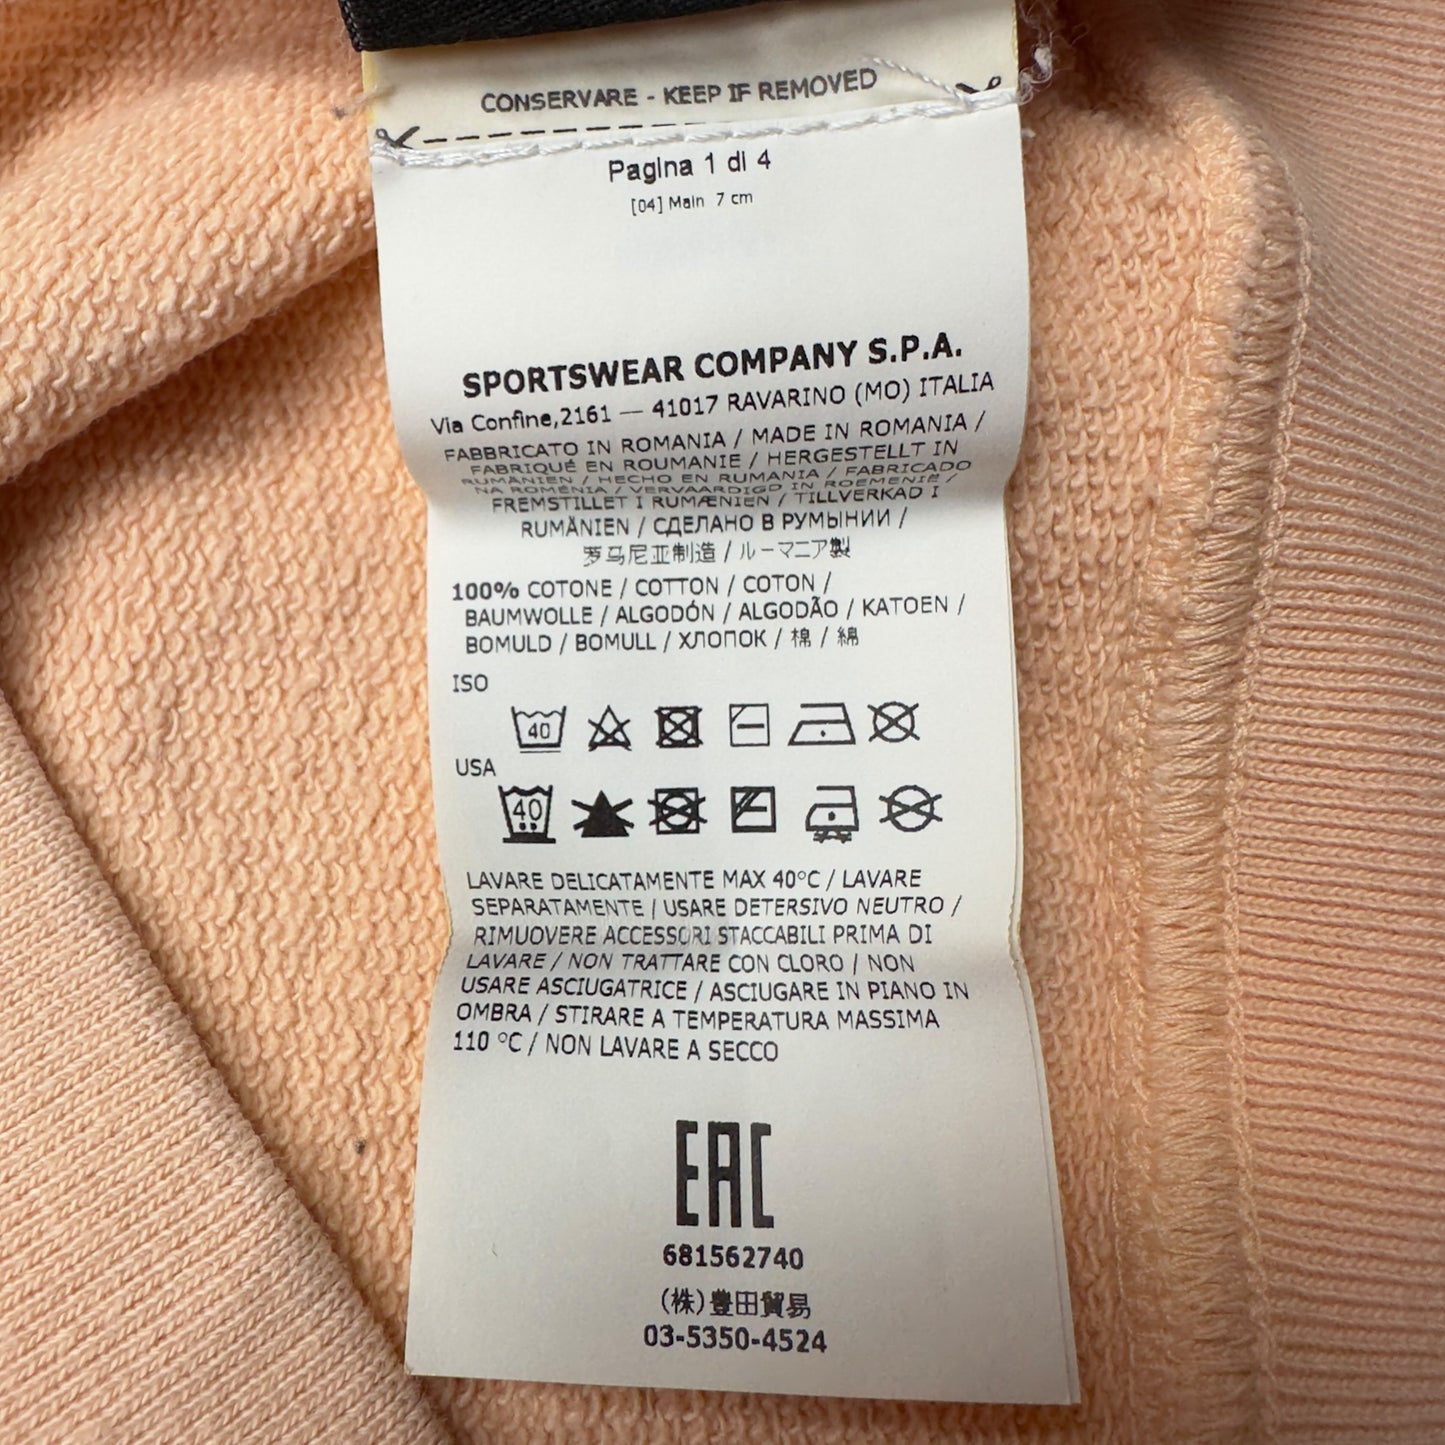 CONSERVARE - KEEP IF REMOVED
Pagina 1 di 4
[04] Main 7 cm
SPORTSWEAR COMPANY S.P.A.
Via Confine,2161 — 41017 RAVARINO (MO) ITALIA
FABBRICATO IN ROMANIA / MADE IN ROMANIA /
FABRIQUÉ EN ROUMANIE / HERGESTELLT IN
RUMÄNIEN / HECHO EN RUMANIA / FABRICADO
NA ROMÉNIA / VERVAARDIGD IN ROEMENIË /
FREMSTILLET I RUMÆNIEN / TILLVERKAD I
RUMÄNIEN / СДЕЛАНО В РУМЫНИИ /
罗马尼亚制造 / ルーマニア製
100% COTONE / COTTON / COTON /
BAUMWOLLE / ALGODÓN / ALGODÃO / KATOEN /
BOMULD / BOMULL / ХЛОПОК / 棉 / 綿
ISO
40
USA
40
LAVARE DELICATAMENTE MAX 40°C / LAVARE
SEPARATAMENTE / USARE DETERSIVO NEUTRO /
RIMUOVERE ACCESSORI STACCABILI PRIMA DI
LAVARE / NON TRATTARE CON CLORO / NON
USARE ASCIUGATRICE / ASCIUGARE IN PIANO IN
OMBRA / STIRARE A TEMPERATURA MASSIMA
110 °C / NON LAVARE A SECCO
EAC
681562740
(株)豊田貿易
03-5350-4524